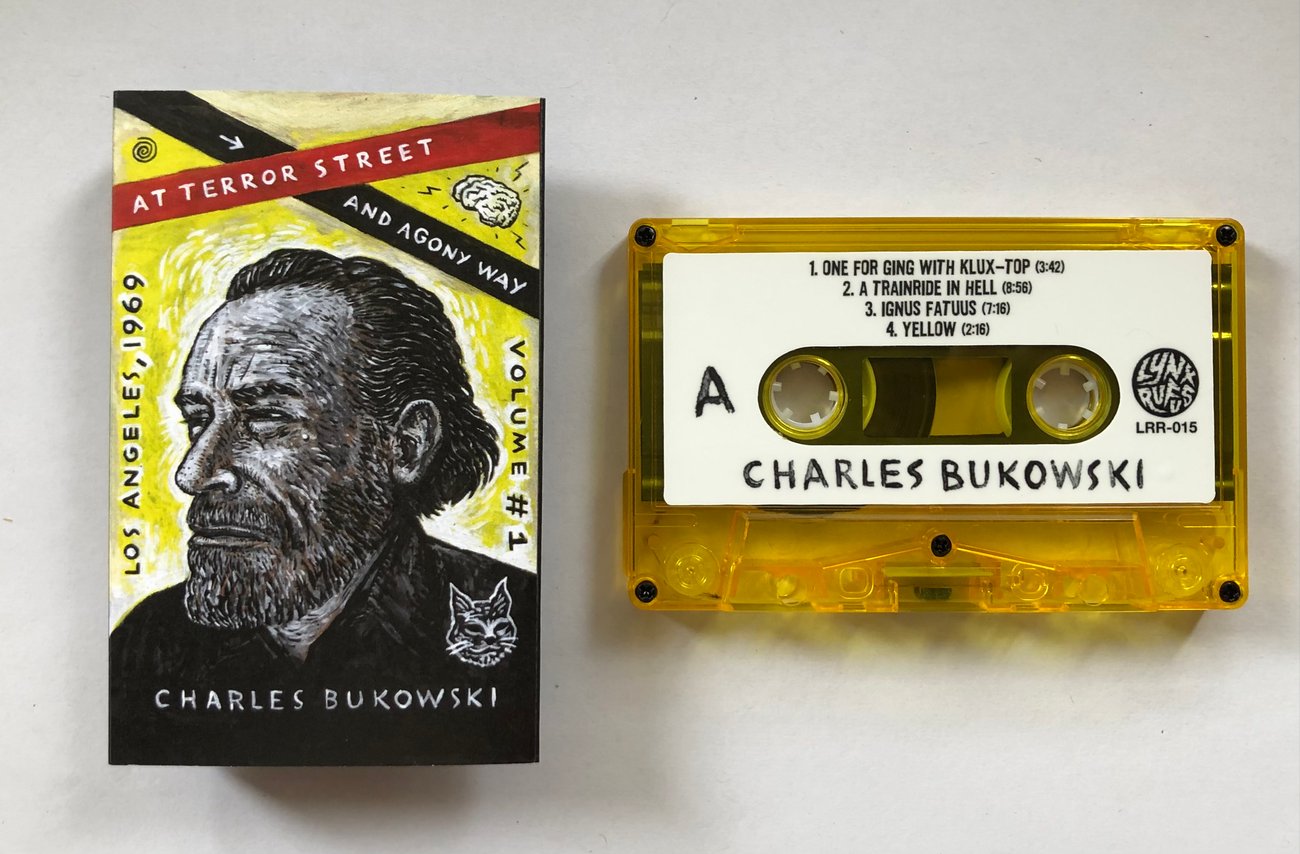 AT TERROR STREET
AND AGONY WAY
LOS ANGELES, 1969
VOLUME #1
CHARLES BUKOWSKI
1. ONE FOR GING WITH KLUX-TOP (3:42)
2. A TRAINRIDE IN HELL (8:56)
3. IGNUS FATUUS (7:16)
4. YELLOW (2:16)
A
LYNX
RUFUS
LRR-015
CHARLES BUKOWSKI